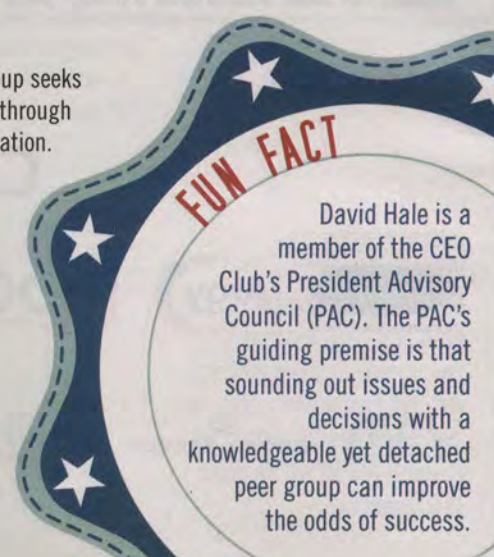 up seeks
through
ation.
FUN FACT
David Hale is a
member of the CEO
Club's President Advisory
Council (PAC). The PAC's
guiding premise is that
sounding out issues and
decisions with a
knowledgeable yet detached
peer group can improve
the odds of success.